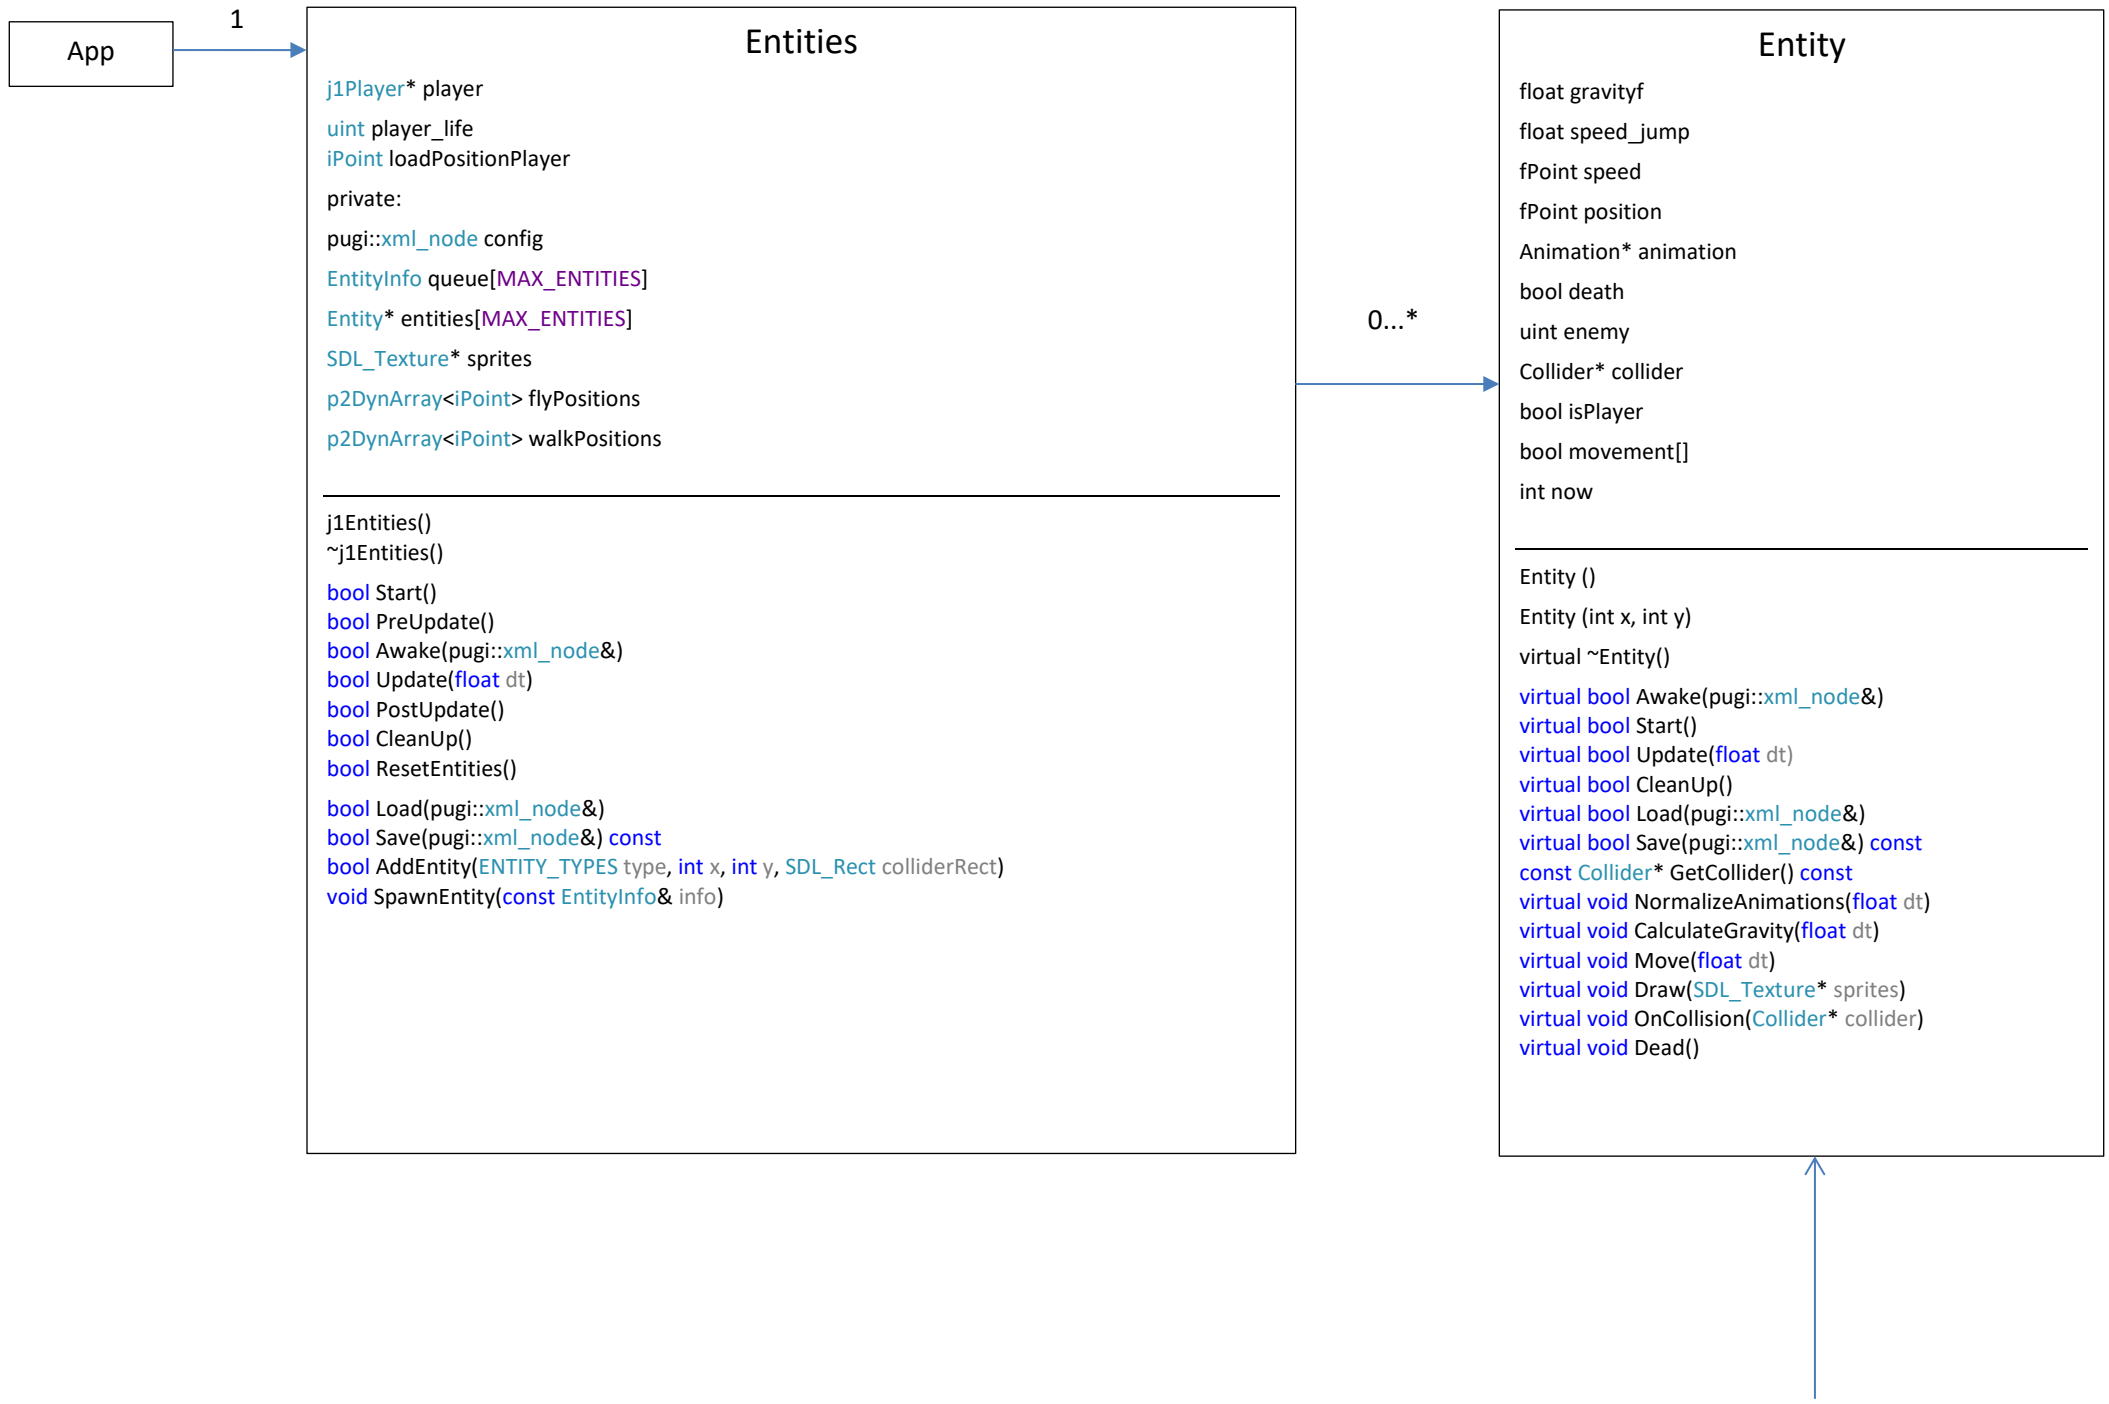 App
1
Entities
j1Player* player
uint player_life
iPoint loadPositionPlayer
private:
pugi::xml_node config
EntityInfo queue[MAX_ENTITIES]
Entity* entities[MAX_ENTITIES]
SDL_Texture* sprites
p2DynArray<iPoint> flyPositions
p2DynArray<iPoint> walkPositions
j1Entities()
~j1Entities()
bool Start()
bool PreUpdate()
bool Awake(pugi::xml_node&)
bool Update(float dt)
bool PostUpdate()
bool CleanUp()
bool ResetEntities()
bool Load(pugi::xml_node&)
bool Save(pugi::xml_node&) const
bool AddEntity(ENTITY_TYPES type, int x, int y, SDL_Rect colliderRect)
void SpawnEntity(const EntityInfo& info)
0...*
Entity
float gravityf
float speed_jump
fPoint speed
fPoint position
Animation* animation
bool death
uint enemy
Collider* collider
bool isPlayer
bool movement[]
int now
Entity ()
Entity (int x, int y)
virtual ~Entity()
virtual bool Awake(pugi::xml_node&)
virtual bool Start()
virtual bool Update(float dt)
virtual bool CleanUp()
virtual bool Load(pugi::xml_node&)
virtual bool Save(pugi::xml_node&) const
const Collider* GetCollider() const
virtual void NormalizeAnimations(float dt)
virtual void CalculateGravity(float dt)
virtual void Move(float dt)
virtual void Draw(SDL_Texture* sprites)
virtual void OnCollision(Collider* collider)
virtual void Dead()